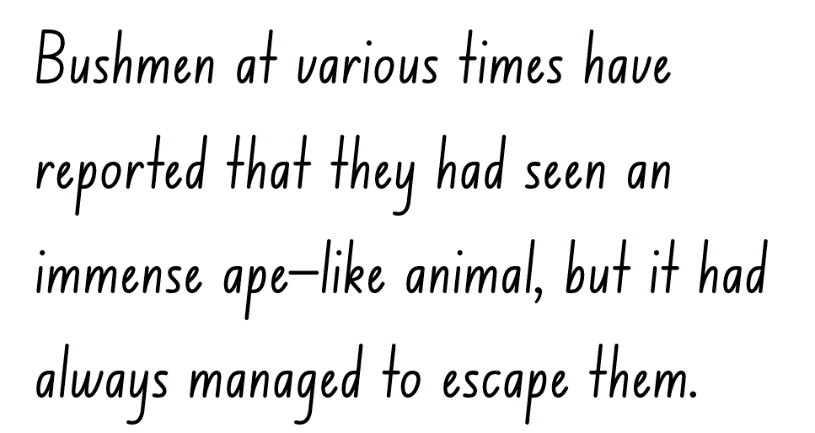 Bushmen at various times have
reported that they had seen an
immense ape–like animal, but it had
always managed to escape them.